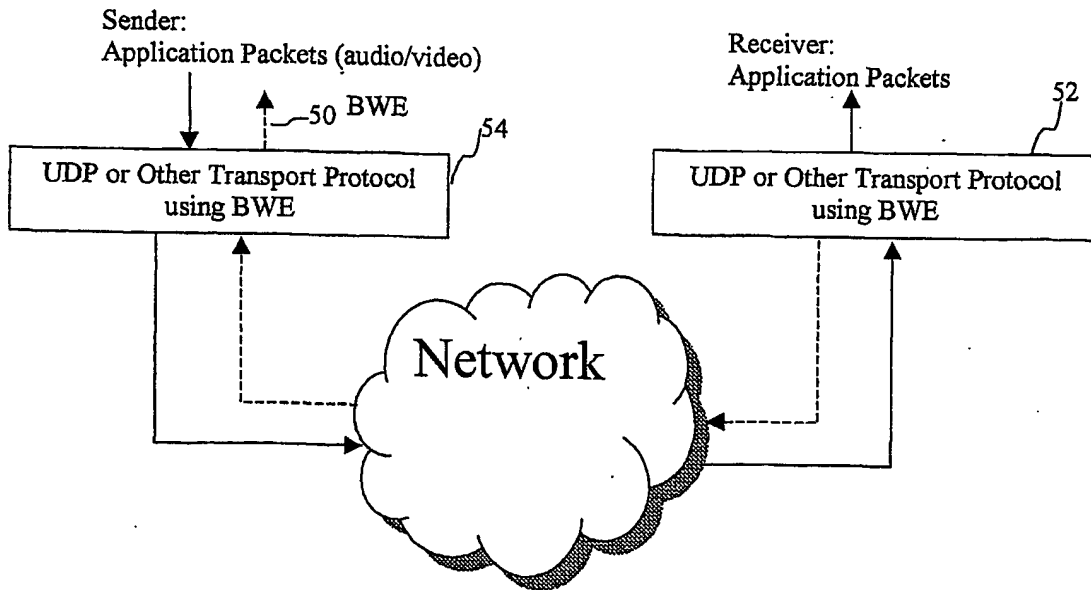 Sender:
Application Packets (audio/video)
50 BWE
54
UDP or Other Transport Protocol
using BWE
Receiver:
Application Packets
52
UDP or Other Transport Protocol
using BWE
Network